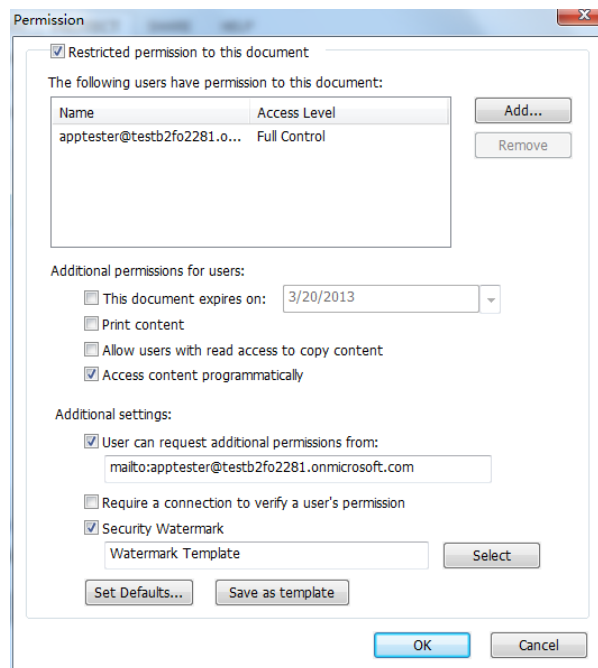 Permission
SHARE HELP
Restricted permission to this document
The following users have permission to this document:
Name Access Level Add...
apptester@testb2fo2281.o... Full Control
Remove
Additional permissions for users:
This document expires on: 3/20/2013
Print content
Allow users with read access to copy content
Access content programmatically
Additional settings:
User can request additional permissions from:
mailto:apptester@testb2fo2281.onmicrosoft.com
Require a connection to verify a user's permission
Security Watermark
Watermark Template Select
Set Defaults... Save as template
OK Cancel